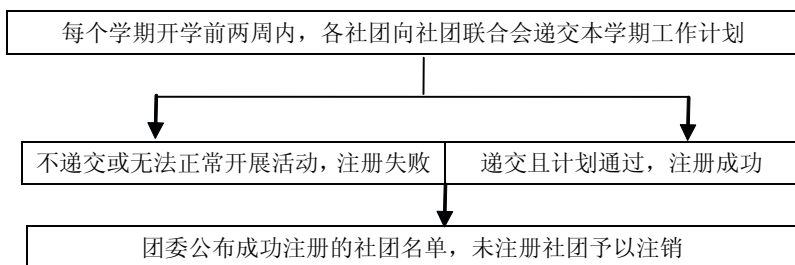 每个学期开学前两周内，各社团向社团联合会递交本学期工作计划
不递交或无法正常开展活动，注册失败
递交且计划通过，注册成功
团委公布成功注册的社团名单，未注册社团予以注销